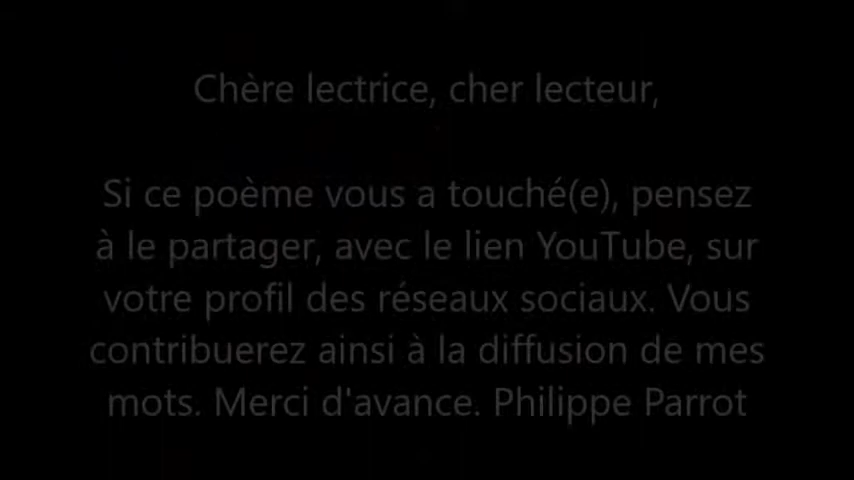 Chère lectrice, cher lecteur,
Si ce poème vous a touché(e), pensez
à le partager, avec le lien YouTube, sur
votre profil des réseaux sociaux. Vous
contribuerez ainsi à la diffusion de mes
mots. Merci d'avance. Philippe Parrot